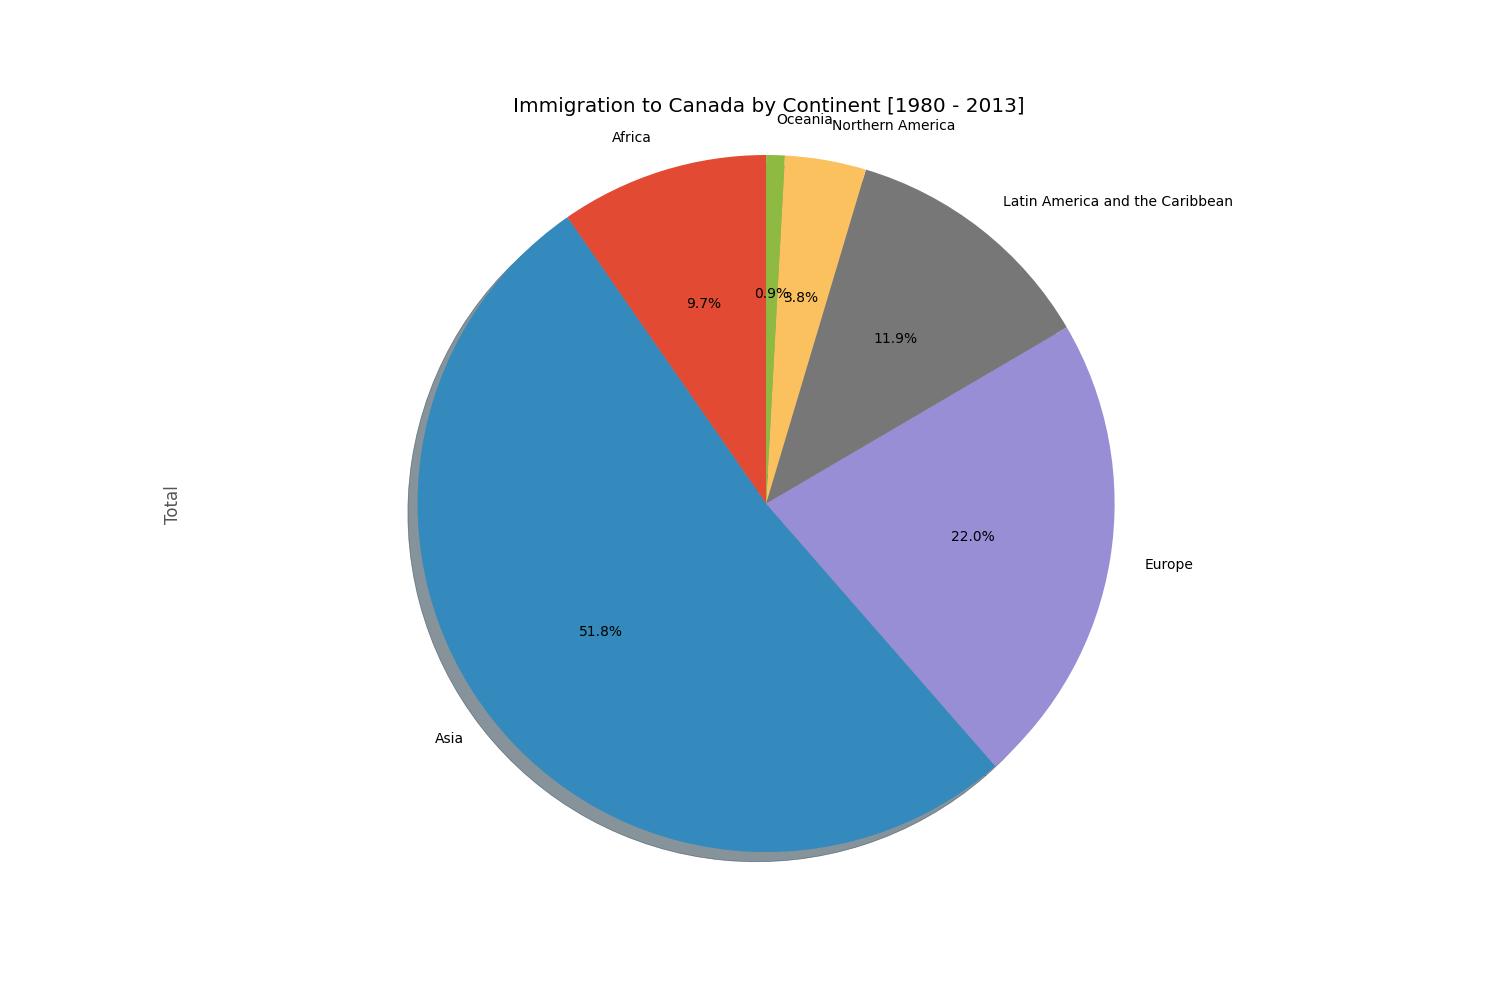 Immigration to Canada by Continent [1980 - 2013]
Oceania
Northern America
Africa
Latin America and the Caribbean
0.9%
3.8%
9.7%
11.9%
Total
22.0%
Europe
51.8%
Asia